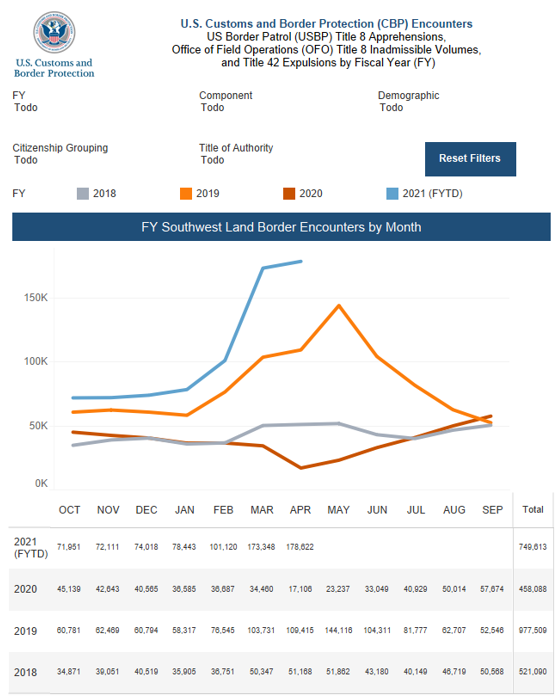 U.S. Customs and Border Protection (CBP) Encounters
US Border Patrol (USBP) Title 8 Apprehensions,
Office of Field Operations (OFO) Title 8 Inadmissible Volumes,
and Title 42 Expulsions by Fiscal Year (FY)
U.S. Customs and
Border Protection
FY Component Demographic
Todo Todo Todo
Citizenship Grouping Title of Authority
Todo Todo
Reset Filters
FY 2018 2019 2020 2021 (FYTD)
FY Southwest Land Border Encounters by Month
150K
100K
50K
0K
OCT NOV DEC JAN FEB MAR APR MAY JUN JUL AUG SEP Total
2021
(FYTD) 71,951 72,111 74,018 78,443 101,120 173,348 178,622 749,613
2020 45,139 42,643 40,565 36,585 36,687 34,460 17,106 23,237 33,049 40,929 50,014 57,674 458,088
2019 60,781 62,469 60,794 58,317 76,545 103,731 109,415 144,116 104,311 81,777 62,707 52,546 977,509
2018 34,871 39,051 40,519 35,905 36,751 50,347 51,168 51,862 43,180 40,149 46,719 50,568 521,090